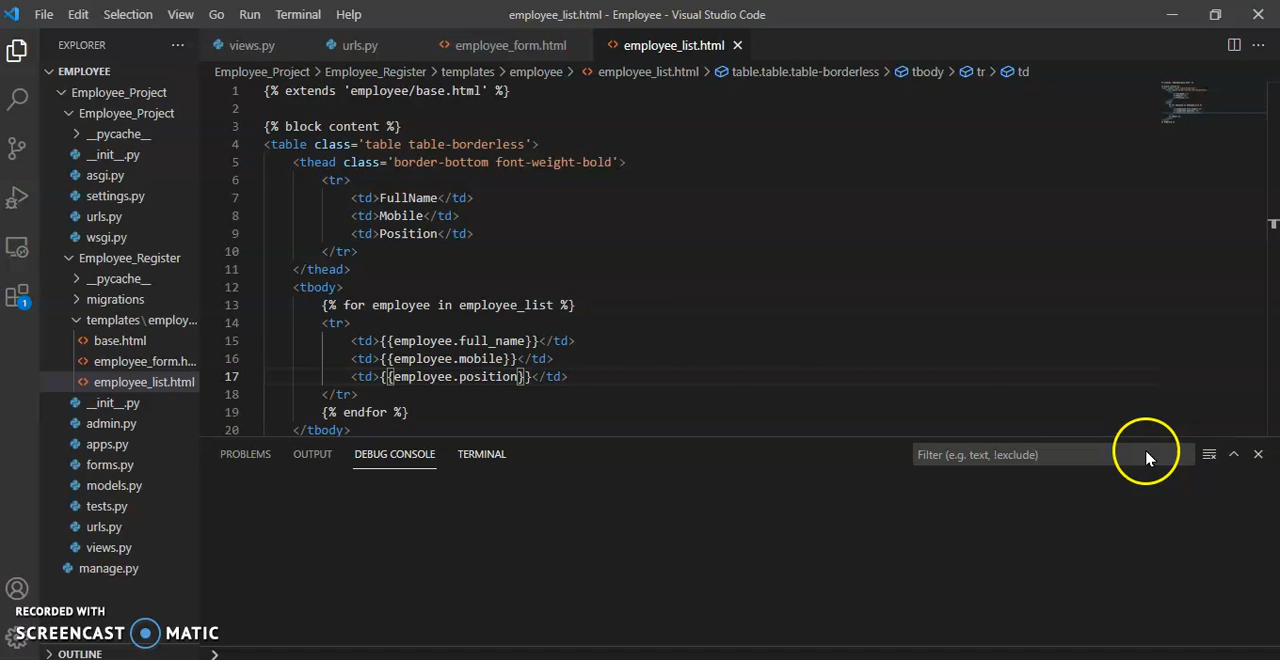 File Edit Selection View Go Run Terminal Help employee_list.html - Employee - Visual Studio Code
EXPLORER ··· views.py urls.py employee_form.html employee_list.html
EMPLOYEE
Employee_Project > Employee_Register > templates > employee > employee_list.html > table.table.table-borderless > tbody > tr > td
Employee_Project
Employee_Project
__pycache__
__init__.py
asgi.py
settings.py
urls.py
wsgi.py
Employee_Register
__pycache__
migrations
templates\employ...
base.html
employee_form.h...
employee_list.html
__init__.py
admin.py
apps.py
forms.py
models.py
tests.py
urls.py
views.py
manage.py
OUTLINE
1 {% extends 'employee/base.html' %}
2
3 {% block content %}
4 <table class='table table-borderless'>
5 <thead class='border-bottom font-weight-bold'>
6 <tr>
7 <td>FullName</td>
8 <td>Mobile</td>
9 <td>Position</td>
10 </tr>
11 </thead>
12 <tbody>
13 {% for employee in employee_list %}
14 <tr>
15 <td>{{employee.full_name}}</td>
16 <td>{{employee.mobile}}</td>
17 <td>{{employee.position}}</td>
18 </tr>
19 {% endfor %}
20 </tbody>
PROBLEMS OUTPUT DEBUG CONSOLE TERMINAL Filter (e.g. text, !exclude)
1
RECORDED WITH
SCREENCAST MATIC